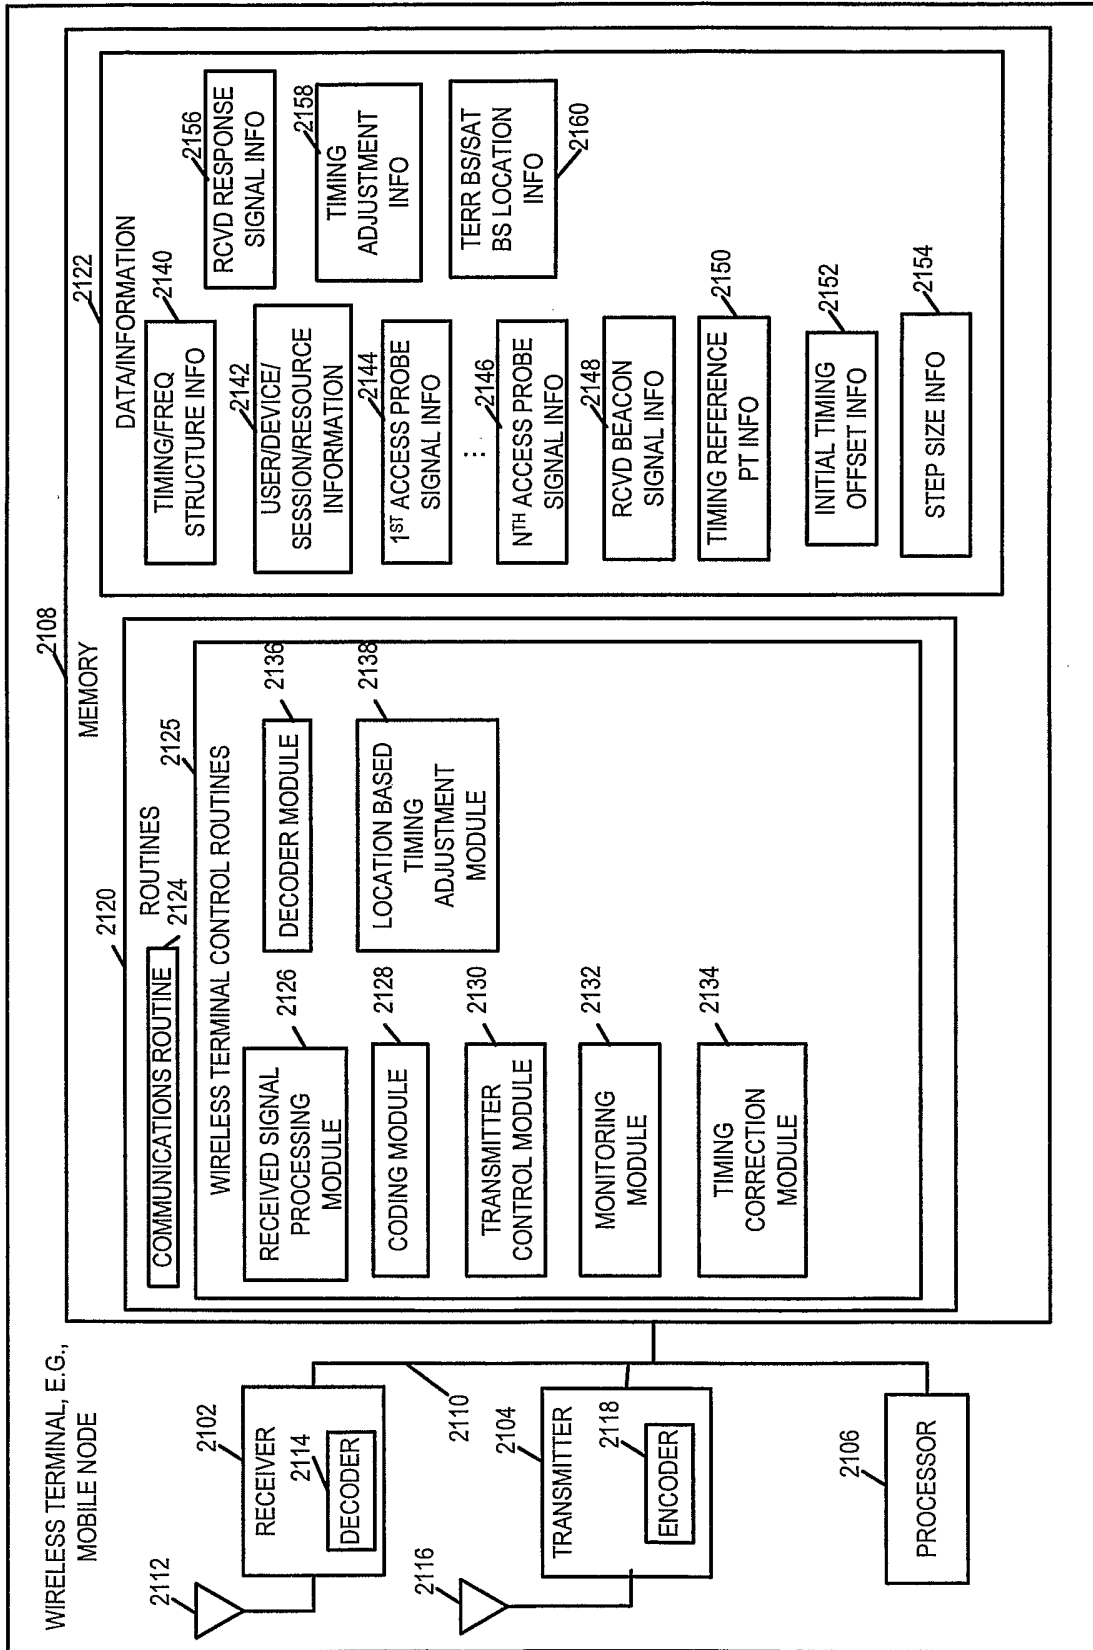 WIRELESS TERMINAL, E.G.,
MOBILE NODE
2112
2102
RECEIVER
2114
DECODER
2110
2116
2104
TRANSMITTER
2118
ENCODER
2106
PROCESSOR
2108
MEMORY
2120
ROUTINES
2124
COMMUNICATIONS ROUTINE
2125
WIRELESS TERMINAL CONTROL ROUTINES
2126
RECEIVED SIGNAL
PROCESSING
MODULE
2128
CODING MODULE
2130
TRANSMITTER
CONTROL MODULE
2132
MONITORING
MODULE
2134
TIMING
CORRECTION
MODULE
2136
DECODER MODULE
2138
LOCATION BASED
TIMING
ADJUSTMENT
MODULE
2122
DATA/INFORMATION
2140
TIMING/FREQ
STRUCTURE INFO
2142
USER/DEVICE/
SESSION/RESOURCE
INFORMATION
2144
1ST ACCESS PROBE
SIGNAL INFO
...
2146
NTH ACCESS PROBE
SIGNAL INFO
2148
RCVD BEACON
SIGNAL INFO
2150
TIMING REFERENCE
PT INFO
2152
INITIAL TIMING
OFFSET INFO
2154
STEP SIZE INFO
2156
RCVD RESPONSE
SIGNAL INFO
2158
TIMING
ADJUSTMENT
INFO
TERR BS/SAT
BS LOCATION
INFO
2160